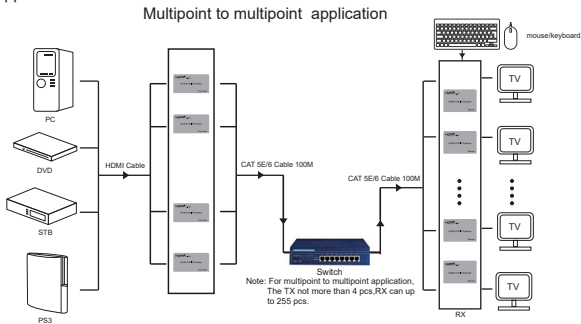 Multipoint to multipoint application
mouse/keyboard
PC
DVD
STB
PS3
HDMI Cable
CAT 5E/6 Cable 100M
CAT 5E/6 Cable 100M
Switch
Note: For multipoint to multipoint application,
The TX not more than 4 pcs,RX can up
to 255 pcs.
TV
TV
TV
TV
RX